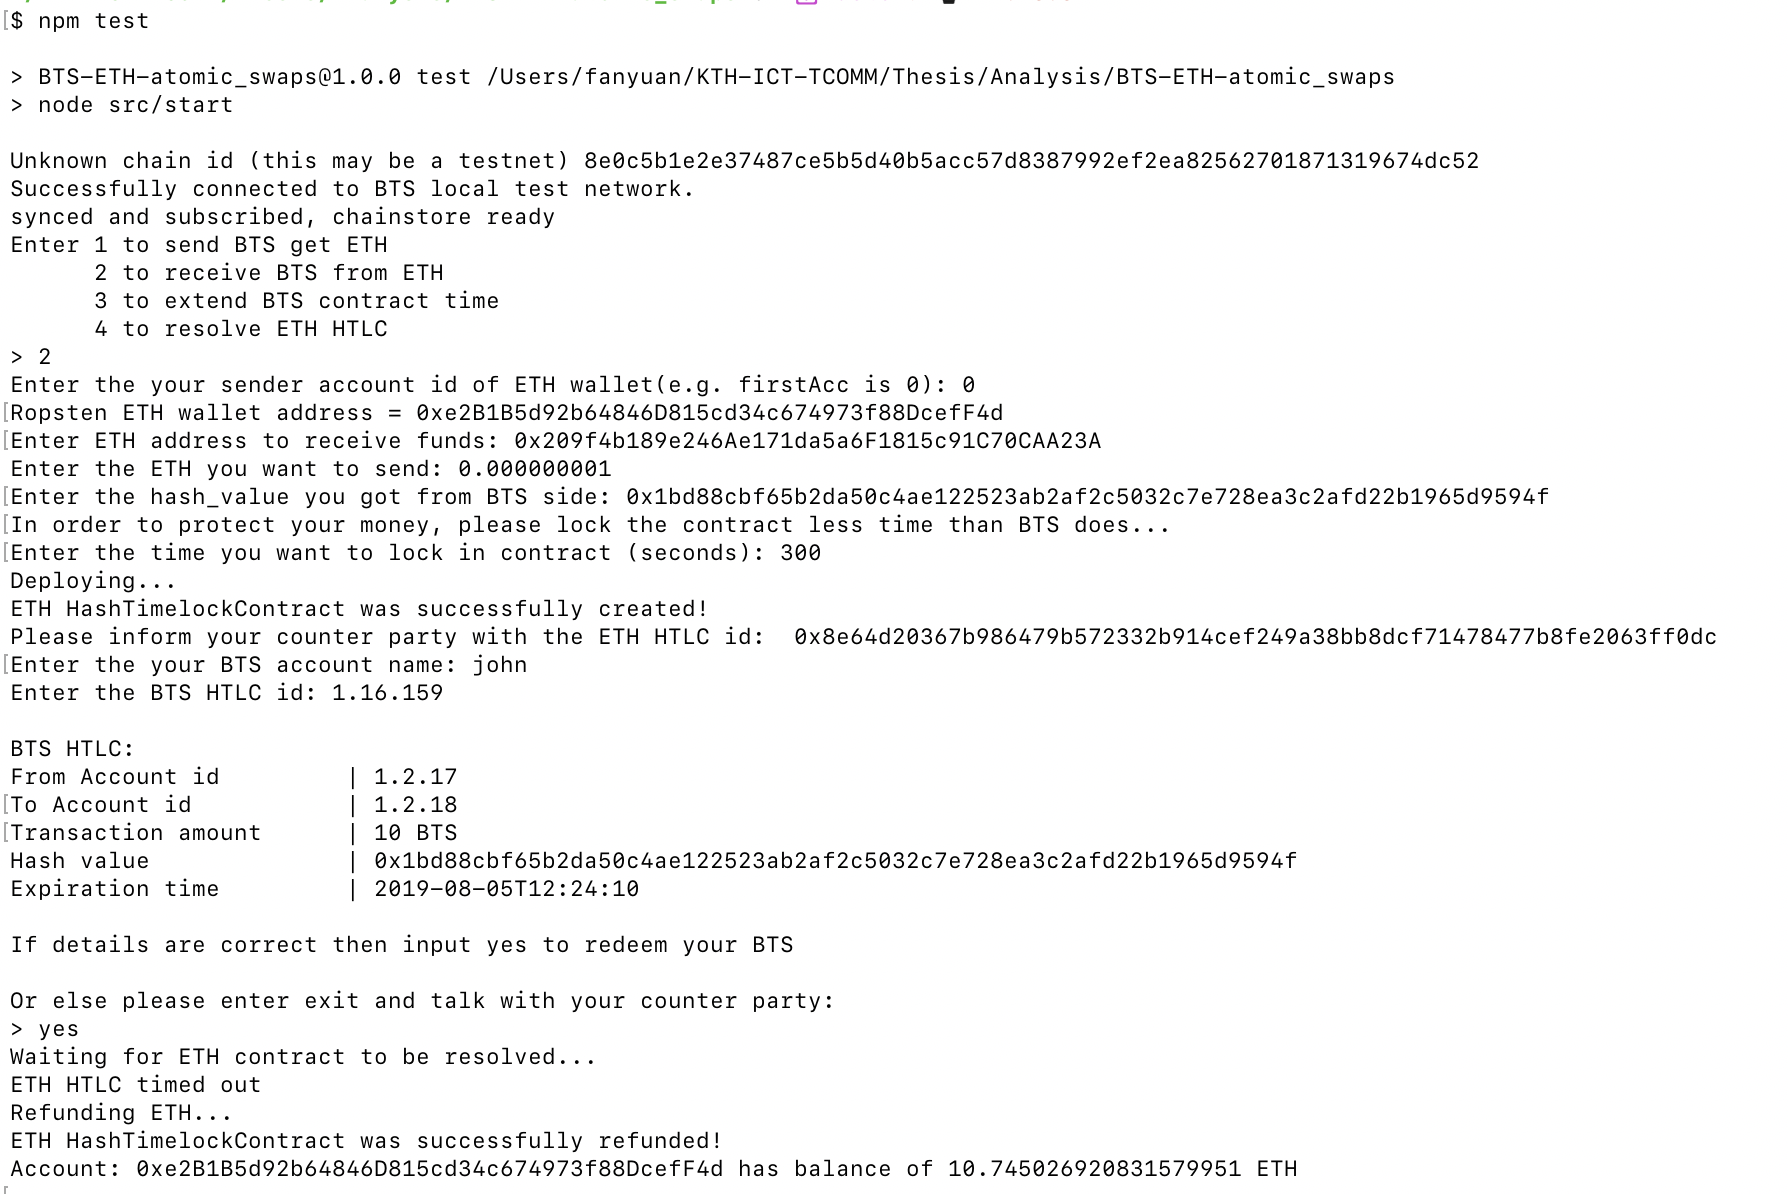 $ npm test
> BTS-ETH-atomic_swaps@1.0.0 test /Users/fanyuan/KTH-ICT-TCOMM/Thesis/Analysis/BTS-ETH-atomic_swaps
> node src/start
Unknown chain id (this may be a testnet) 8e0c5b1e2e37487ce5b5d40b5acc57d8387992ef2ea82562701871319674dc52
Successfully connected to BTS local test network.
synced and subscribed, chainstore ready
Enter 1 to send BTS get ETH
2 to receive BTS from ETH
3 to extend BTS contract time
4 to resolve ETH HTLC
> 2
Enter the your sender account id of ETH wallet(e.g. firstAcc is 0): 0
Ropsten ETH wallet address = 0xe2B1B5d92b64846D815cd34c674973f88DcefF4d
Enter ETH address to receive funds: 0x209f4b189e246Ae171da5a6F1815c91C70CAA23A
Enter the ETH you want to send: 0.000000001
Enter the hash_value you got from BTS side: 0x1bd88cbf65b2da50c4ae122523ab2af2c5032c7e728ea3c2afd22b1965d9594f
In order to protect your money, please lock the contract less time than BTS does...
Enter the time you want to lock in contract (seconds): 300
Deploying...
ETH HashTimelockContract was successfully created!
Please inform your counter party with the ETH HTLC id:  0x8e64d20367b986479b572332b914cef249a38bb8dcf71478477b8fe2063ff0dc
Enter the your BTS account name: john
Enter the BTS HTLC id: 1.16.159
BTS HTLC:
From Account id | 1.2.17
To Account id | 1.2.18
Transaction amount | 10 BTS
Hash value | 0x1bd88cbf65b2da50c4ae122523ab2af2c5032c7e728ea3c2afd22b1965d9594f
Expiration time | 2019-08-05T12:24:10
If details are correct then input yes to redeem your BTS
Or else please enter exit and talk with your counter party:
> yes
Waiting for ETH contract to be resolved...
ETH HTLC timed out
Refunding ETH...
ETH HashTimelockContract was successfully refunded!
Account: 0xe2B1B5d92b64846D815cd34c674973f88DcefF4d has balance of 10.745026920831579951 ETH